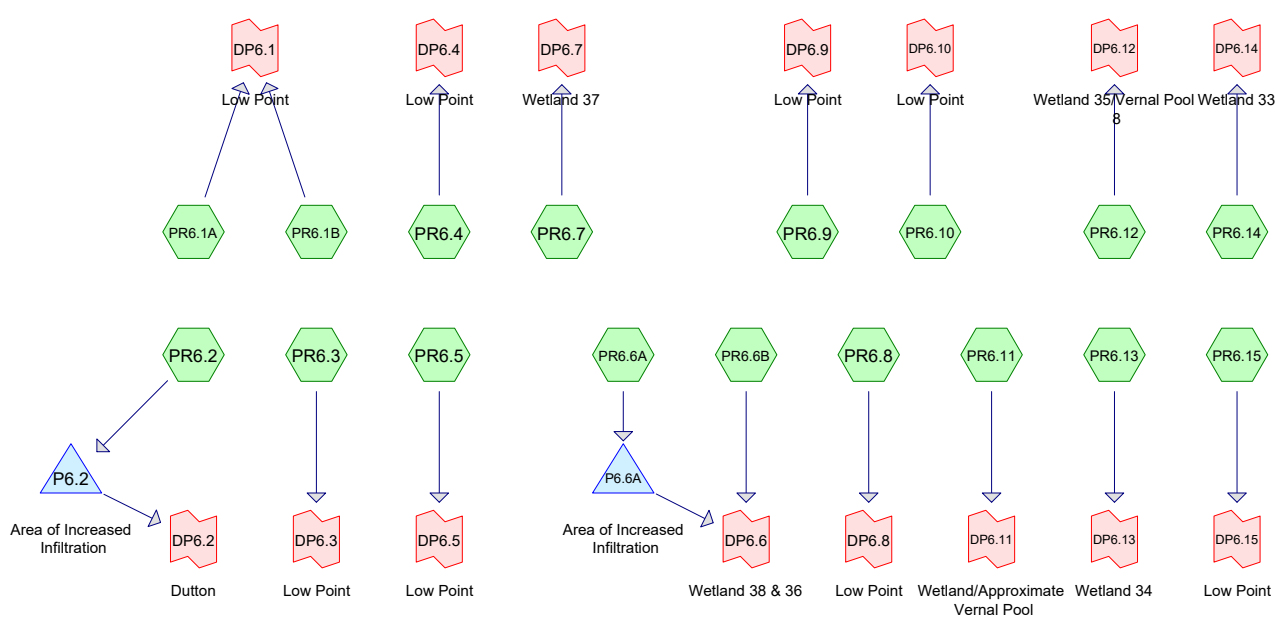 DP6.1
DP6.4
DP6.7
DP6.9
DP6.10
DP6.12
DP6.14
Low Point
Low Point
Wetland 37
Low Point
Low Point
Wetland 35/Vernal Pool
8
Wetland 33
PR6.1A
PR6.1B
PR6.4
PR6.7
PR6.9
PR6.10
PR6.12
PR6.14
PR6.2
PR6.3
PR6.5
PR6.6A
PR6.6B
PR6.8
PR6.11
PR6.13
PR6.15
P6.2
P6.6A
Area of Increased
Infiltration
DP6.2
DP6.3
DP6.5
Area of Increased
Infiltration
DP6.6
DP6.8
DP6.11
DP6.13
DP6.15
Dutton
Low Point
Low Point
Wetland 38 & 36
Low Point
Wetland/Approximate
Vernal Pool
Wetland 34
Low Point